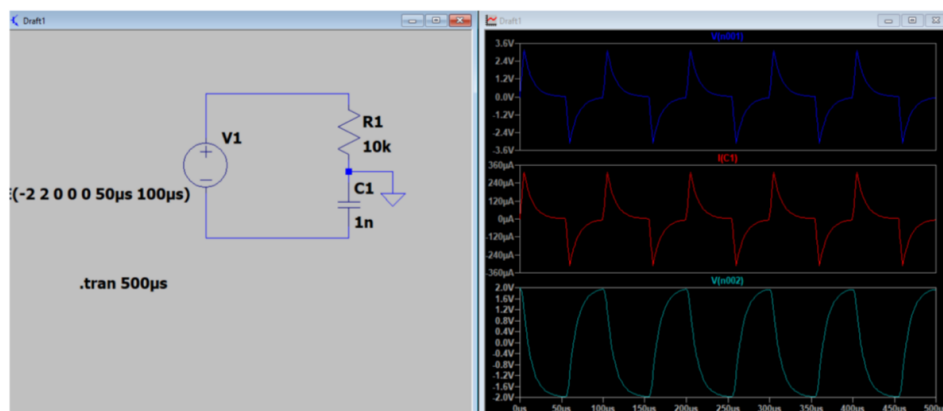 Draft1
V1
R1
10k
C1
1n
(-2 2 0 0 0 50µs 100µs)
.tran 500µs
Draft1
V(n001)
3.6V
2.4V
1.2V
0.0V
-1.2V
-2.4V
-3.6V
I(C1)
360µA
240µA
120µA
0µA
-120µA
-240µA
-360µA
V(n002)
2.0V
1.6V
1.2V
0.8V
0.4V
0.0V
-0.4V
-0.8V
-1.2V
-1.6V
-2.0V
0µs 50µs 100µs 150µs 200µs 250µs 300µs 350µs 400µs 450µs